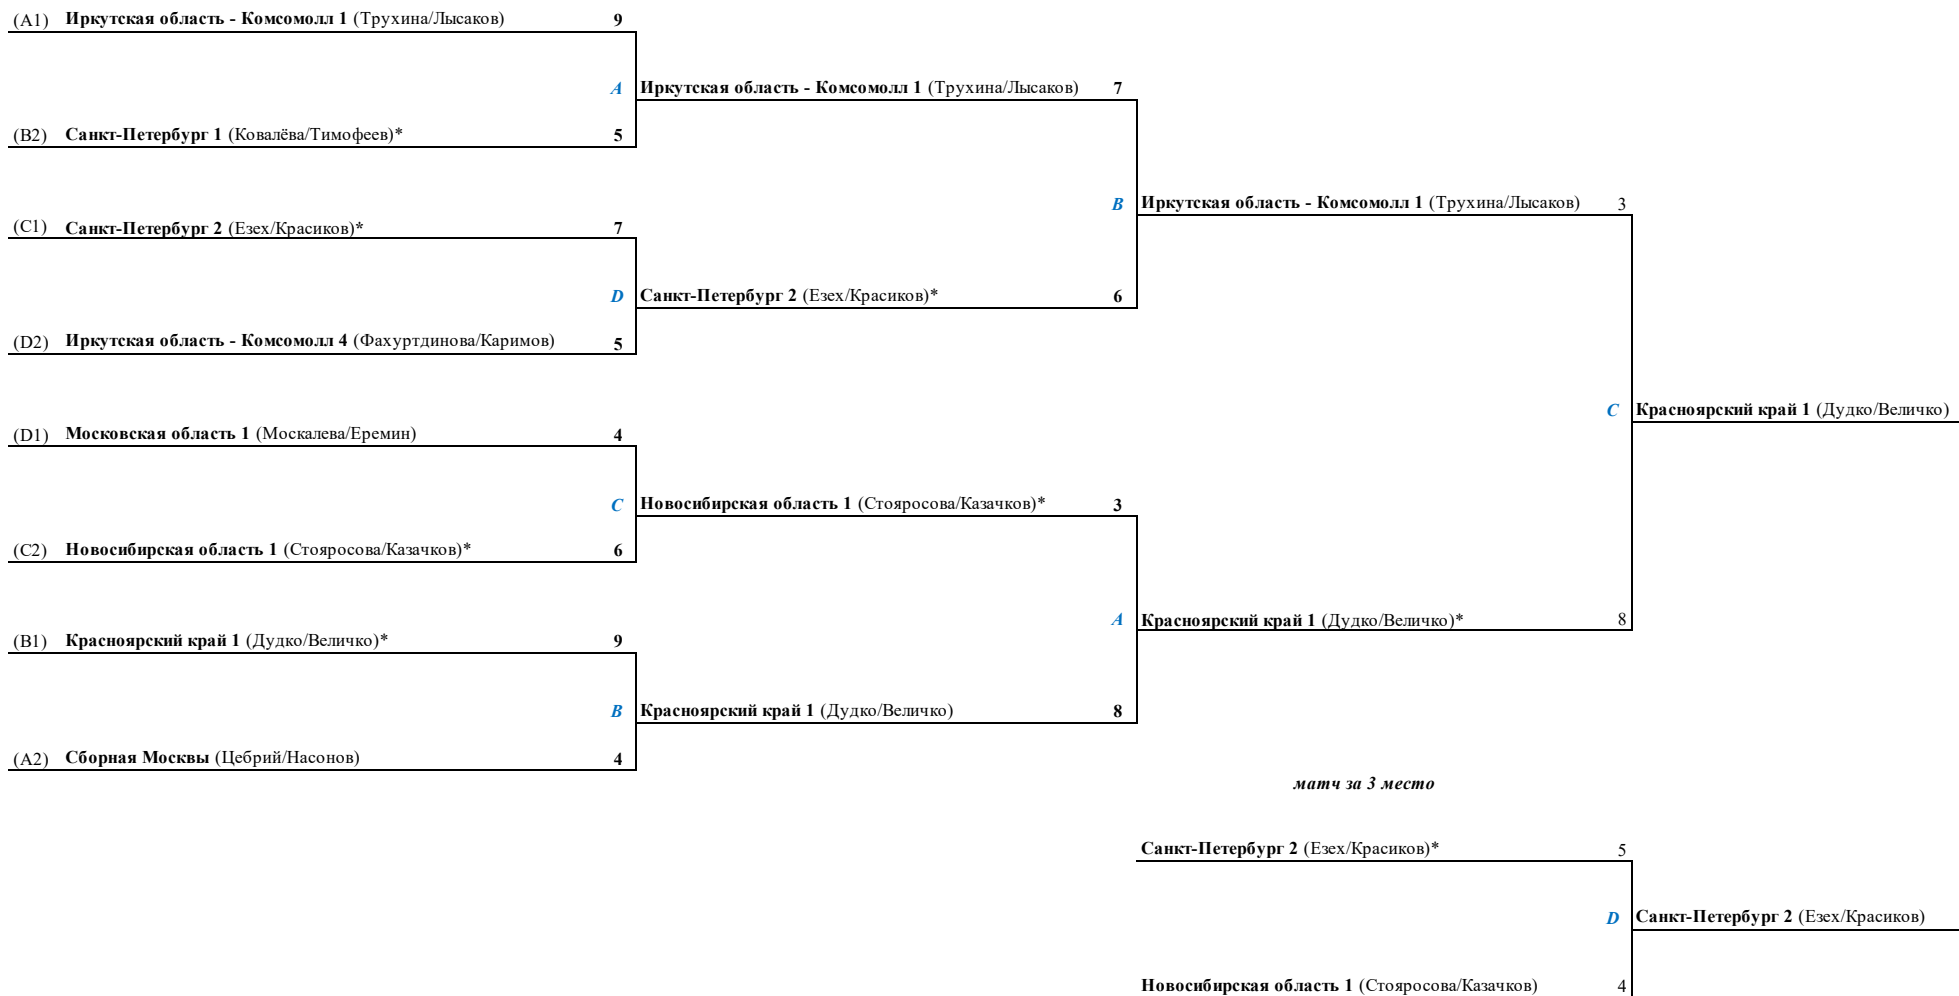 (A1) Иркутская область - Комсомолл 1 (Трухина/Лысаков) 9
A Иркутская область - Комсомолл 1 (Трухина/Лысаков) 7
(B2) Санкт-Петербург 1 (Ковалёва/Тимофеев)* 5
B Иркутская область - Комсомолл 1 (Трухина/Лысаков) 3
(C1) Санкт-Петербург 2 (Езех/Красиков)* 7
D Санкт-Петербург 2 (Езех/Красиков)* 6
(D2) Иркутская область - Комсомолл 4 (Фахуртдинова/Каримов) 5
C Красноярский край 1 (Дудко/Величко)
(D1) Московская область 1 (Москалева/Еремин) 4
C Новосибирская область 1 (Стояросова/Казачков)* 3
(C2) Новосибирская область 1 (Стояросова/Казачков)* 6
A Красноярский край 1 (Дудко/Величко)* 8
(B1) Красноярский край 1 (Дудко/Величко)* 9
B Красноярский край 1 (Дудко/Величко) 8
(A2) Сборная Москвы (Цебрий/Насонов) 4
матч за 3 место
Санкт-Петербург 2 (Езех/Красиков)* 5
D Санкт-Петербург 2 (Езех/Красиков)
Новосибирская область 1 (Стояросова/Казачков) 4